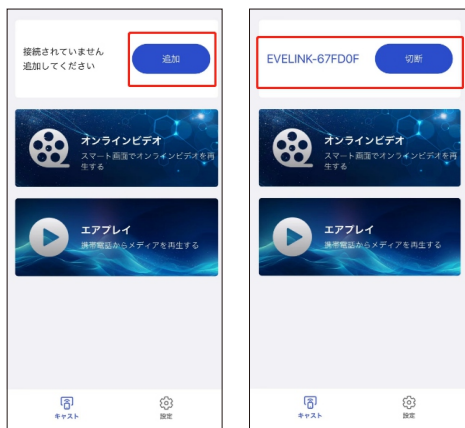 接続されていません
追加してください
追加
オンラインビデオ
スマート画面でオンラインビデオを再
生する
エアプレイ
携帯電話からメディアを再生する
キャスト
設定
EVELINK-67FD0F
切断
オンラインビデオ
スマート画面でオンラインビデオを再
生する
エアプレイ
携帯電話からメディアを再生する
キャスト
設定